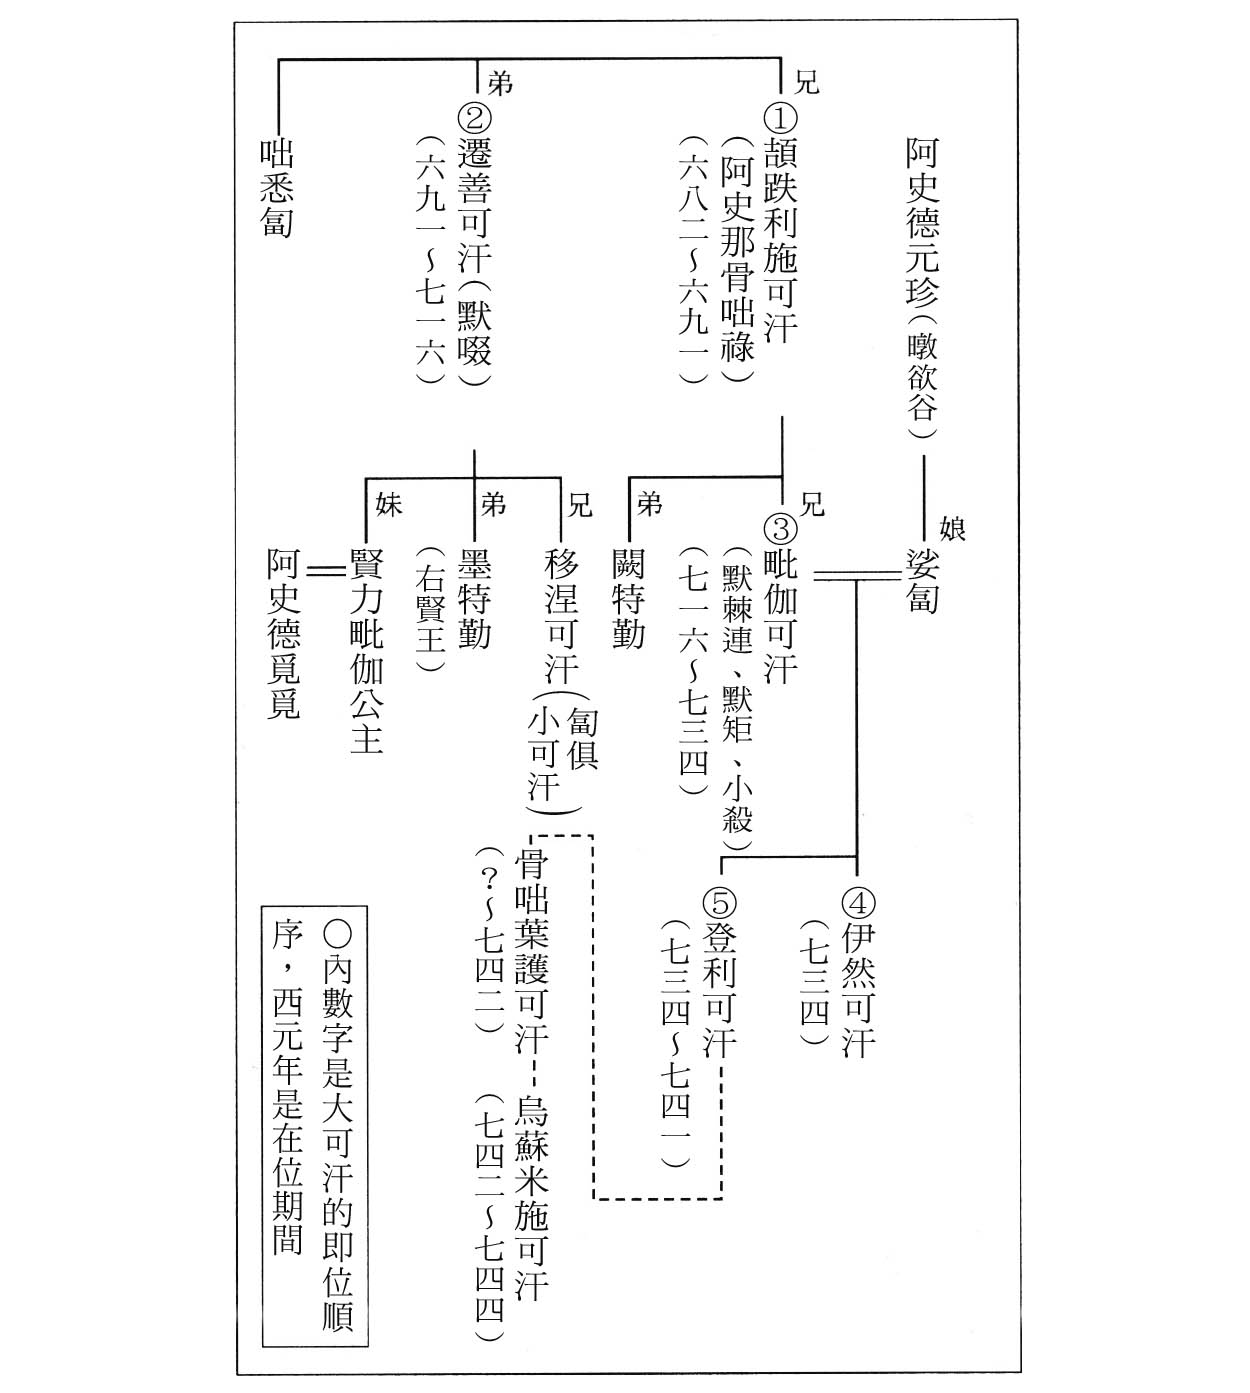 阿史德元珍（暾欲谷）
娘
娑匐
兄
①頡跌利施可汗
（阿史那骨咄祿）
（六八二～六九一）
弟
②遷善可汗（默啜）
（六九一～七一六）
咄悉匐
兄
③毗伽可汗
（默棘連、默矩、小殺）
（七一六～七三四）
弟
闕特勤
兄
移涅可汗（匐俱
小可汗）
弟
墨特勤
（右賢王）
妹
賢力毗伽公主
阿史德覓覓
④伊然可汗
（七三四）
⑤登利可汗
（七三四～七四一）
骨咄葉護可汗
（？～七四二）
烏蘇米施可汗
（七四二～七四四）
○內數字是大可汗的即位順
序，西元年是在位期間